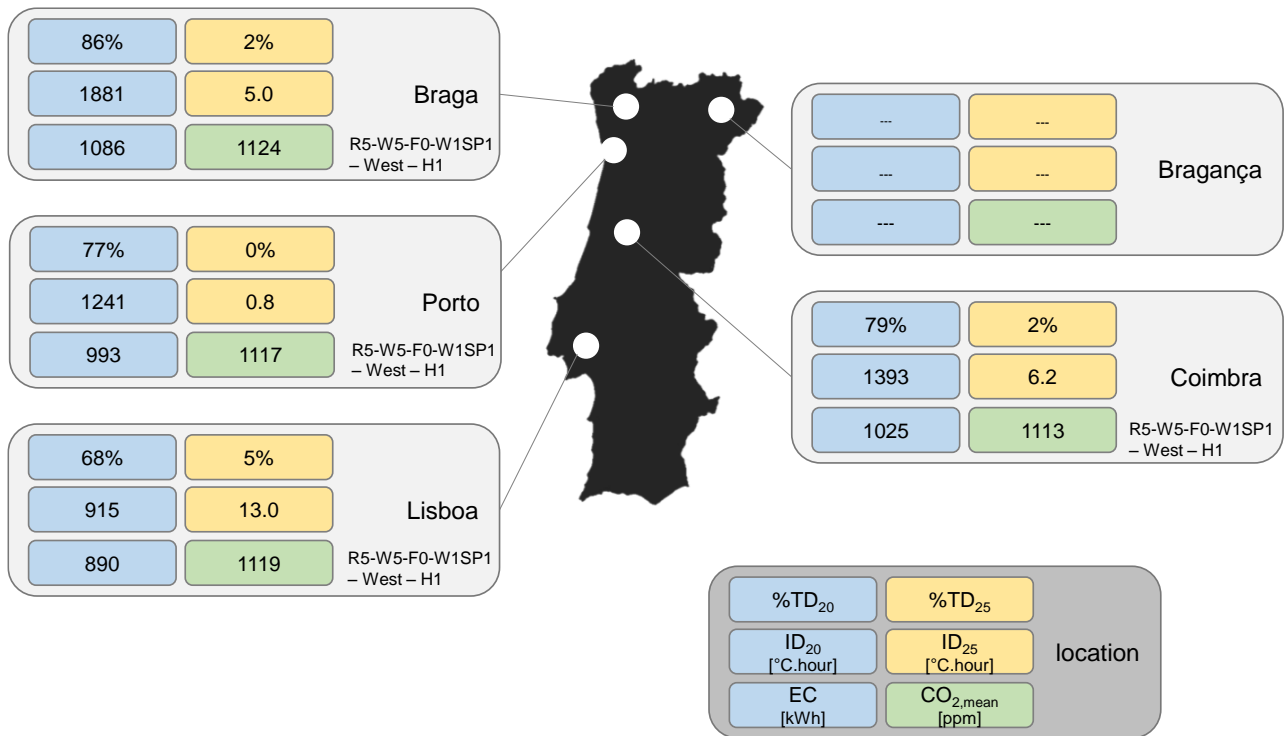 86% 2%
1881 5.0
Braga
1086 1124
R5-W5-F0-W1SP1
– West – H1
--- ---
--- ---
Bragança
--- ---
77% 0%
1241 0.8
Porto
993 1117
R5-W5-F0-W1SP1
– West – H1
79% 2%
1393 6.2
Coimbra
1025 1113
R5-W5-F0-W1SP1
– West – H1
68% 5%
915 13.0
Lisboa
890 1119
R5-W5-F0-W1SP1
– West – H1
%TD20 %TD25
ID20 ID25
[°C.hour] [°C.hour]
location
EC CO2,mean
[kWh] [ppm]